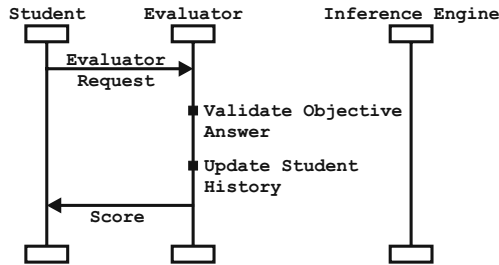 Student Evaluator Inference Engine
Evaluator
Request
Validate Objective
Answer
Update Student
History
Score